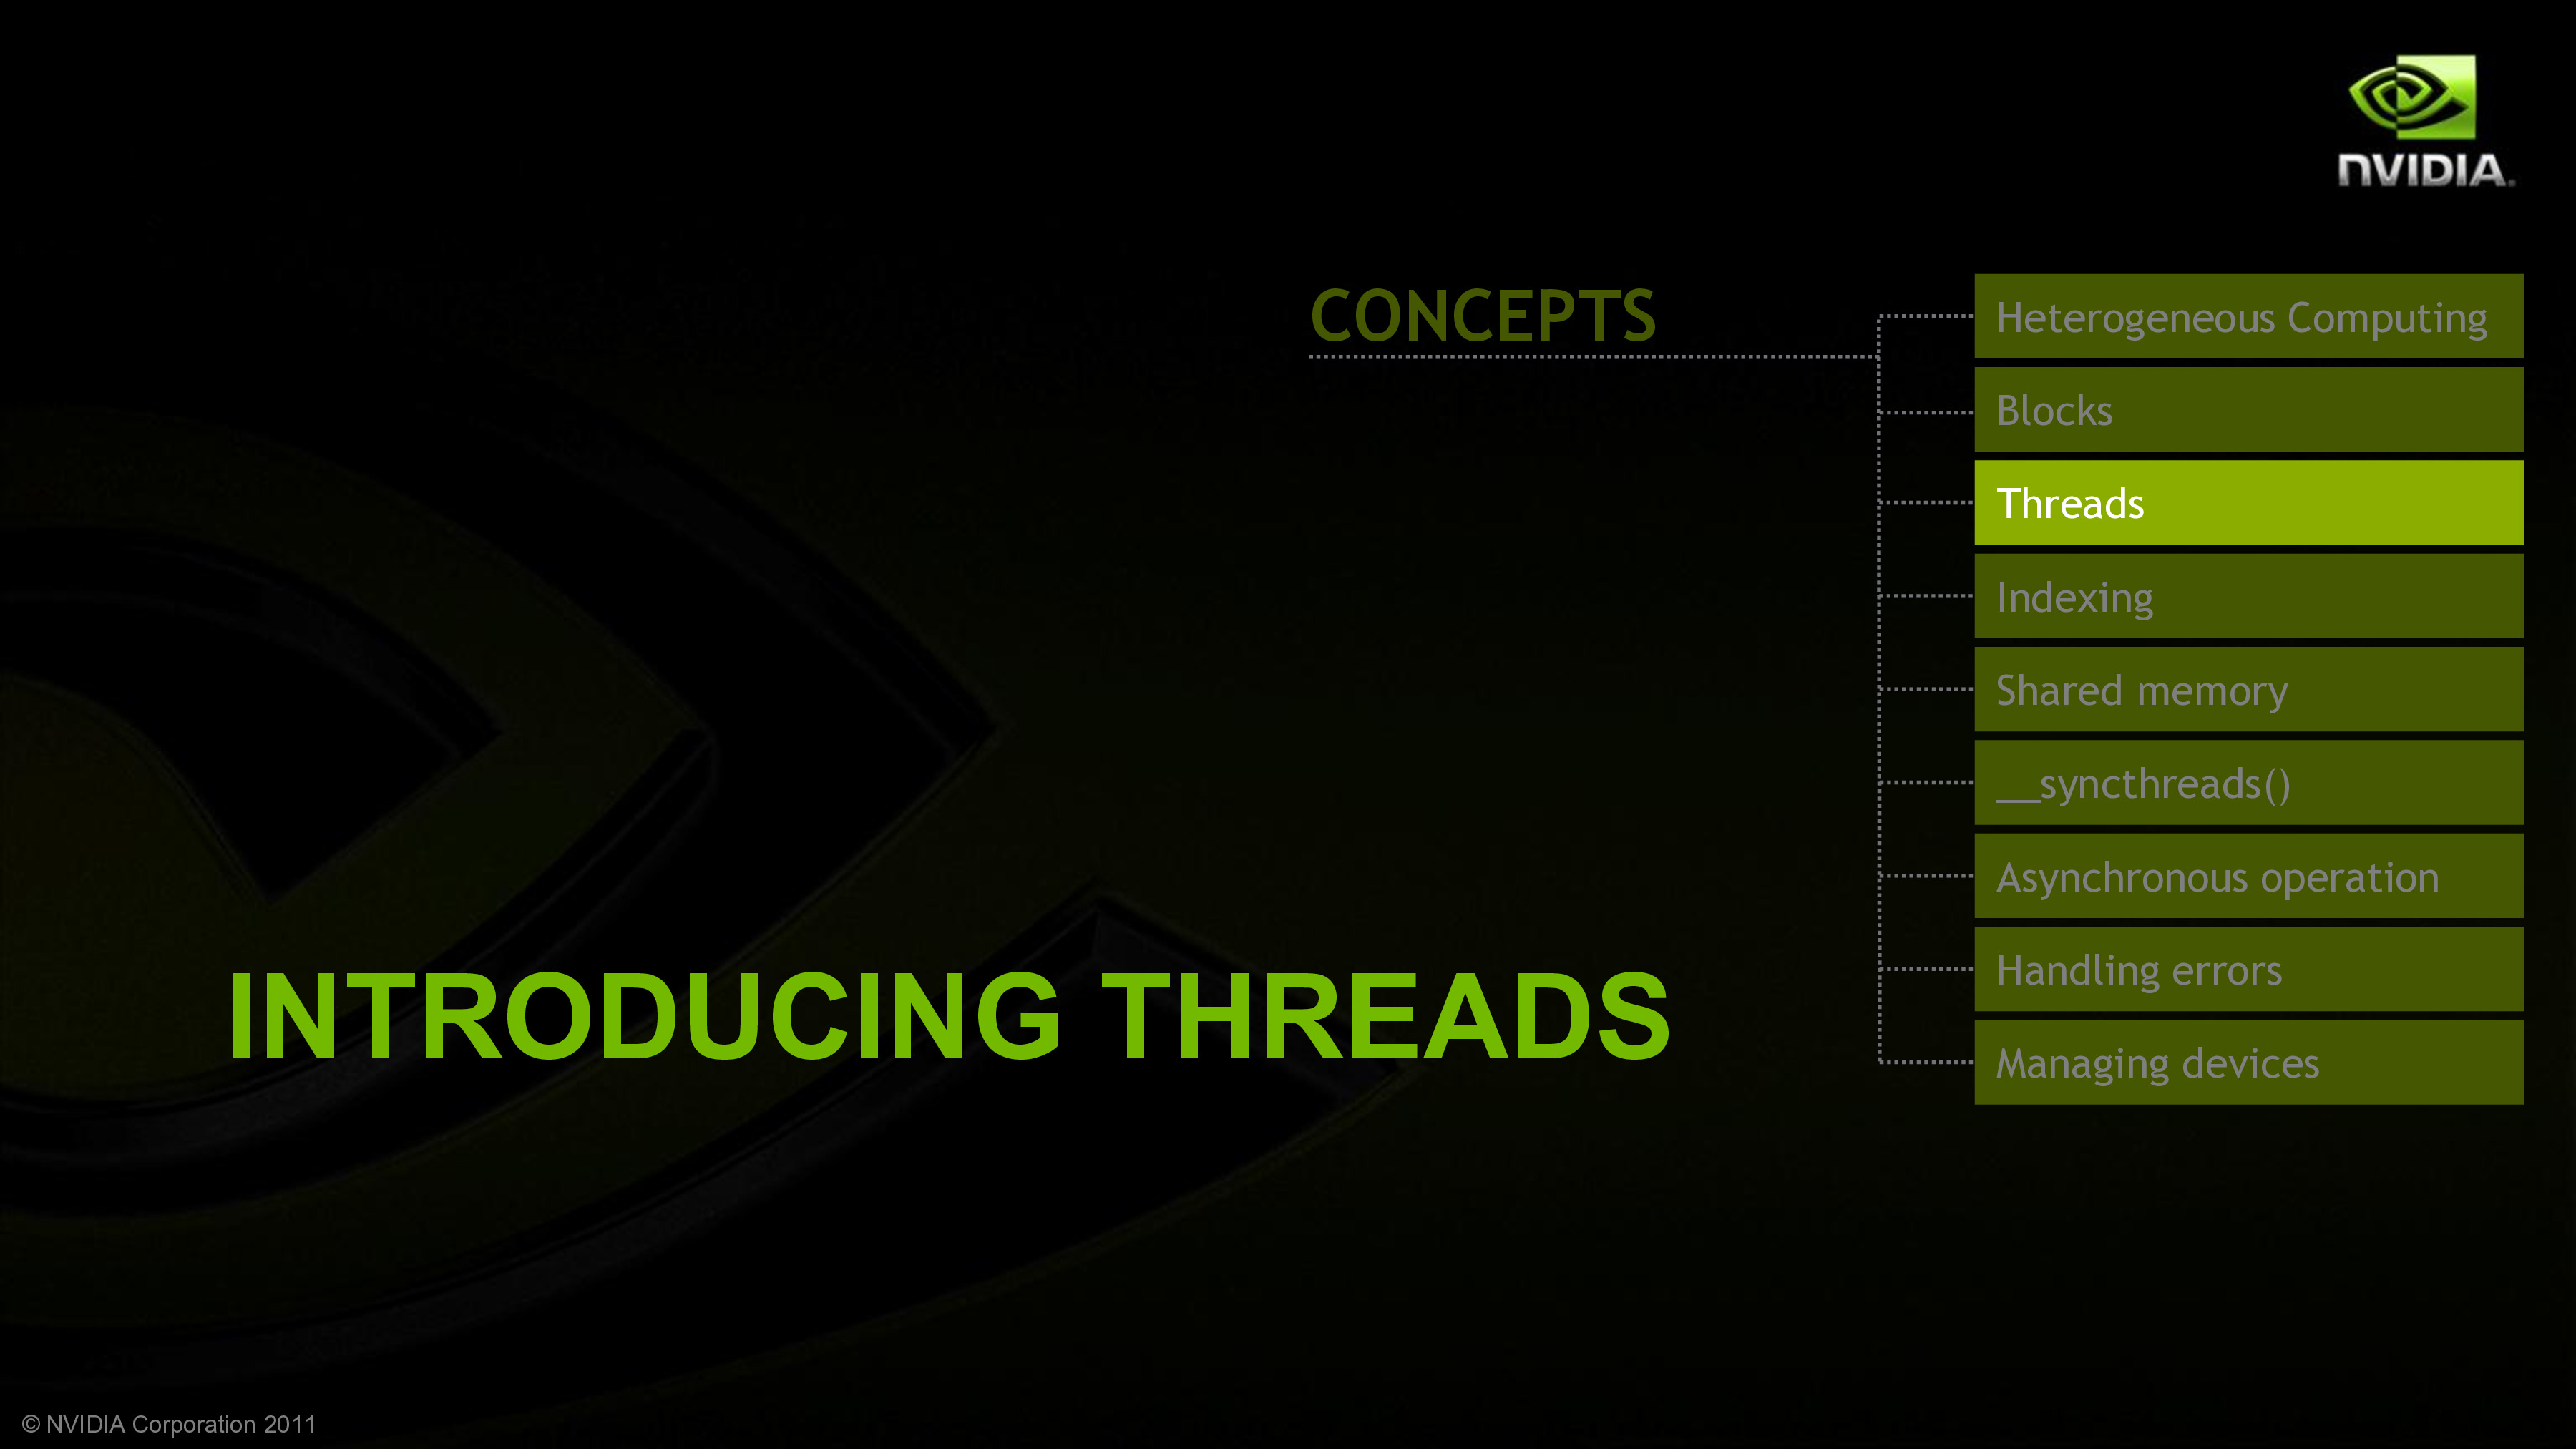 NVIDIA.
CONCEPTS
Heterogeneous Computing
Blocks
Threads
Indexing
Shared memory
__syncthreads()
Asynchronous operation
Handling errors
Managing devices
INTRODUCING THREADS
© NVIDIA Corporation 2011